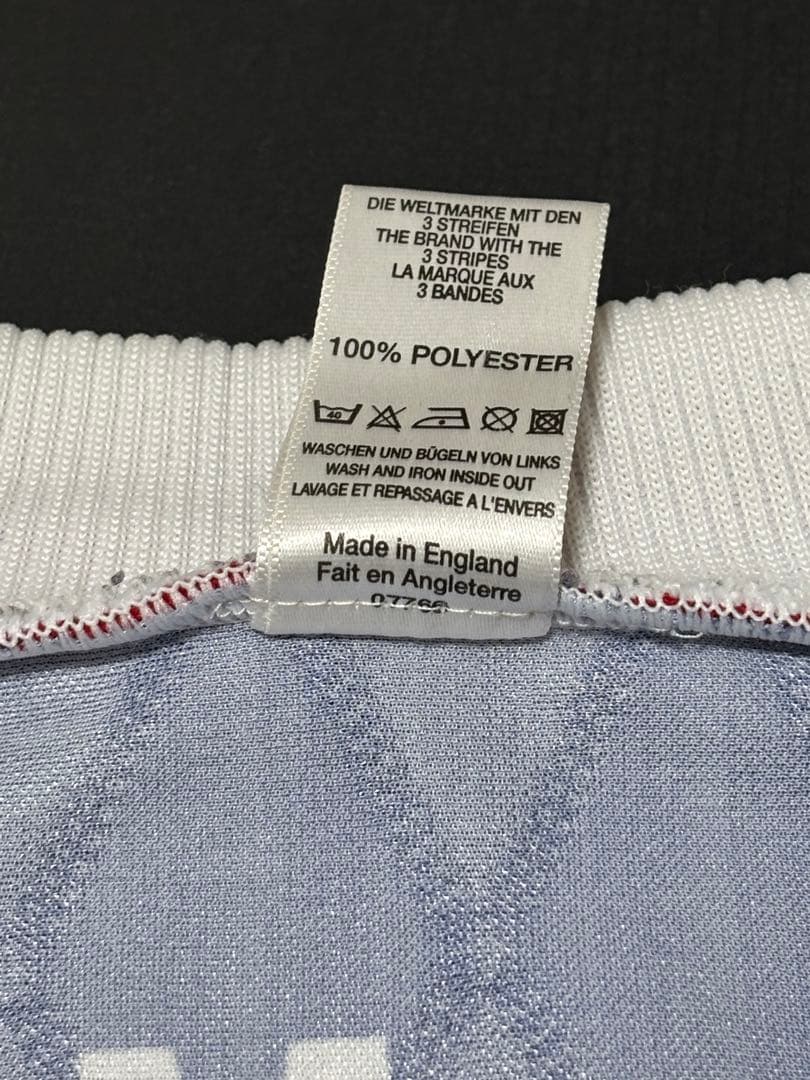 DIE WELTMARKE MIT DEN
3 STREIFEN
THE BRAND WITH THE
3 STRIPES
LA MARQUE AUX
3 BANDES
100% POLYESTER
40
WASCHEN UND BÜGELN VON LINKS
WASH AND IRON INSIDE OUT
LAVAGE ET REPASSAGE A L'ENVERS
Made in England
Fait en Angleterre